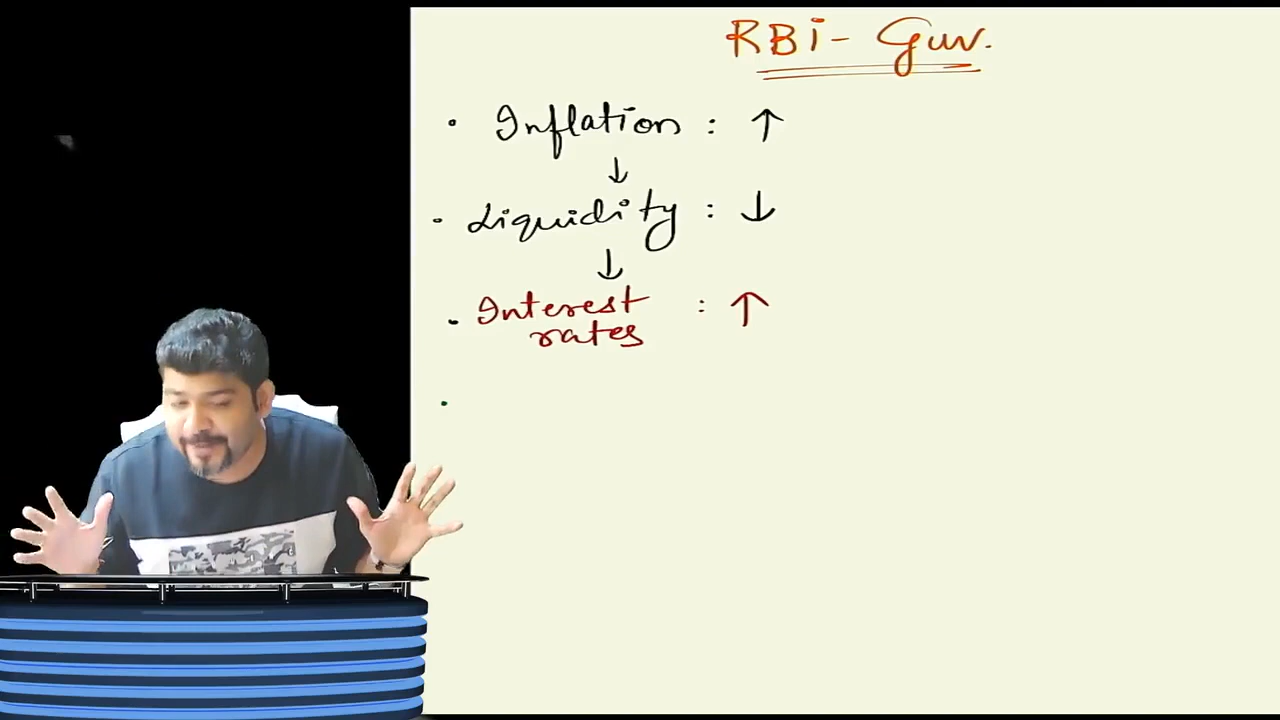 RBi - Guv.
• Inflation : ↑
↓
• Liquidity : ↓
↓
• Interest : ↑
rates
•